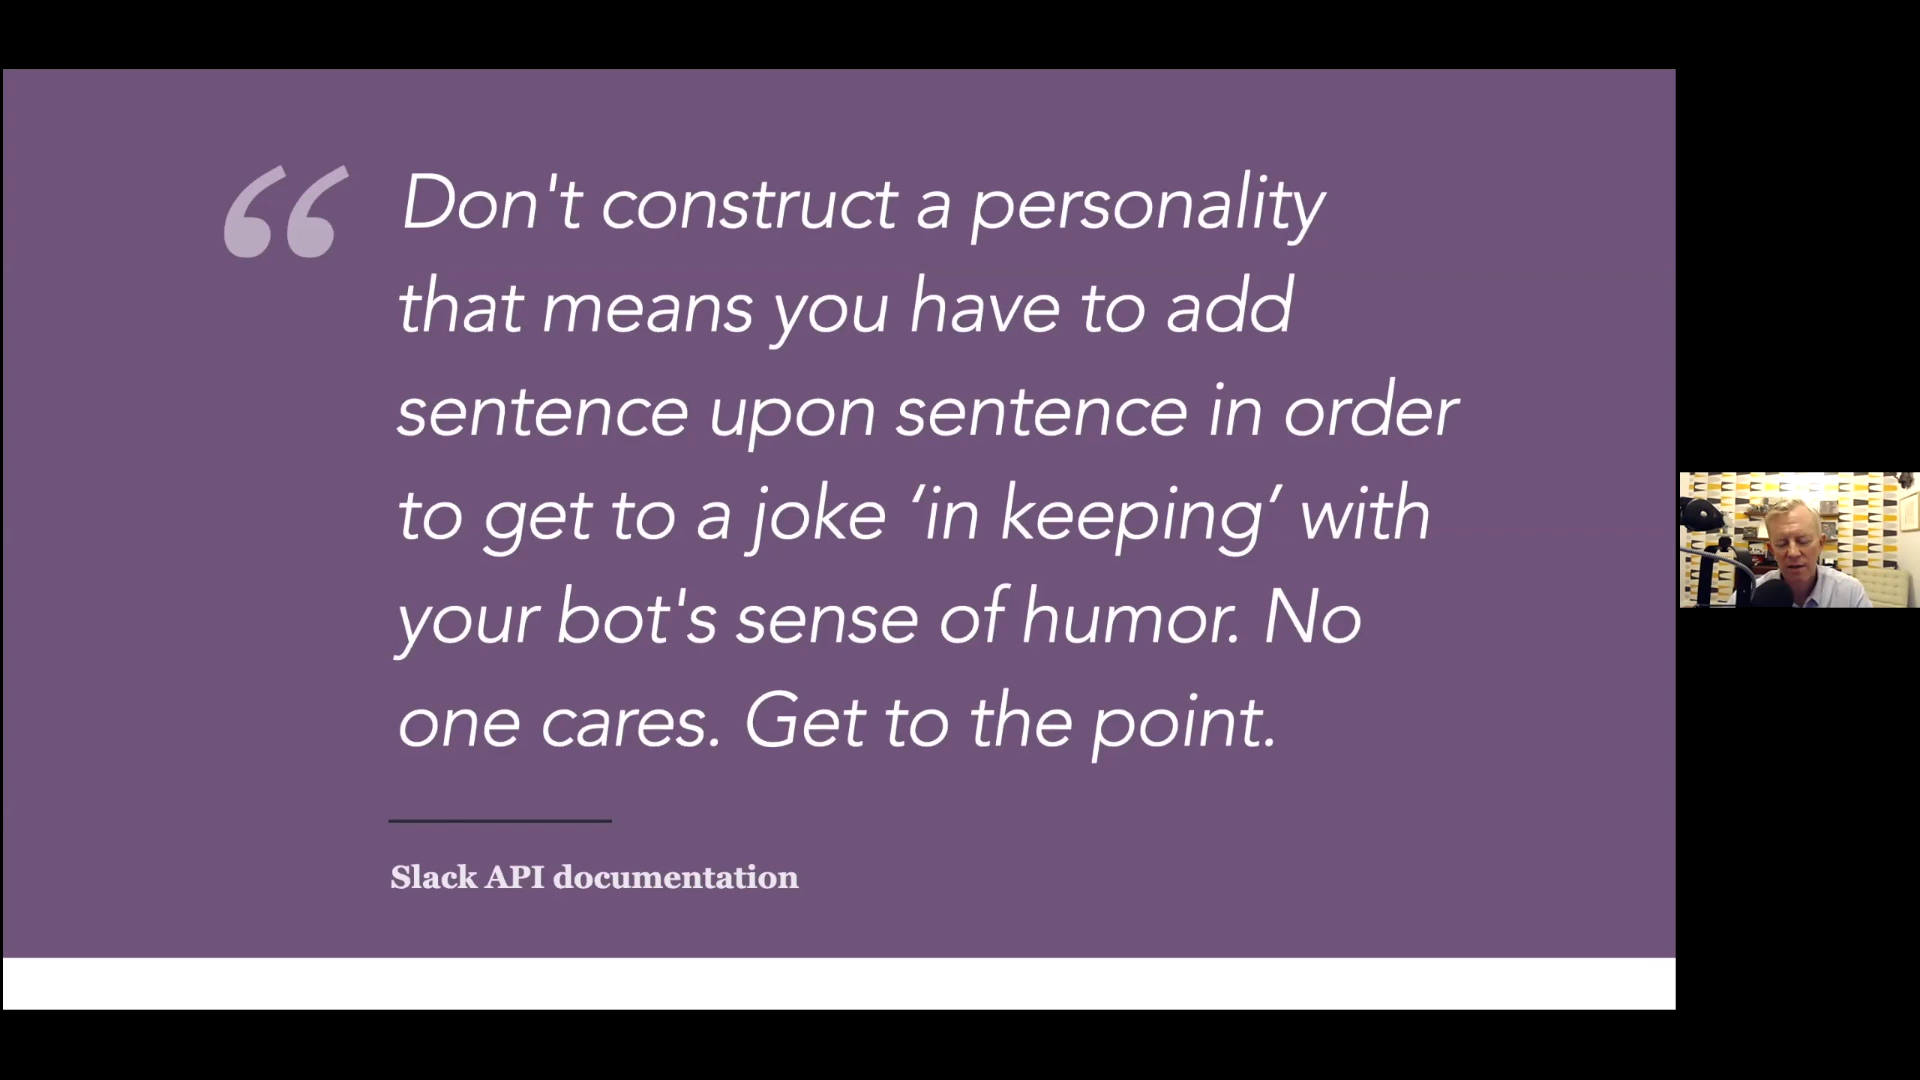 “ Don't construct a personality
that means you have to add
sentence upon sentence in order
to get to a joke ‘in keeping’ with
your bot's sense of humor. No
one cares. Get to the point.
Slack API documentation